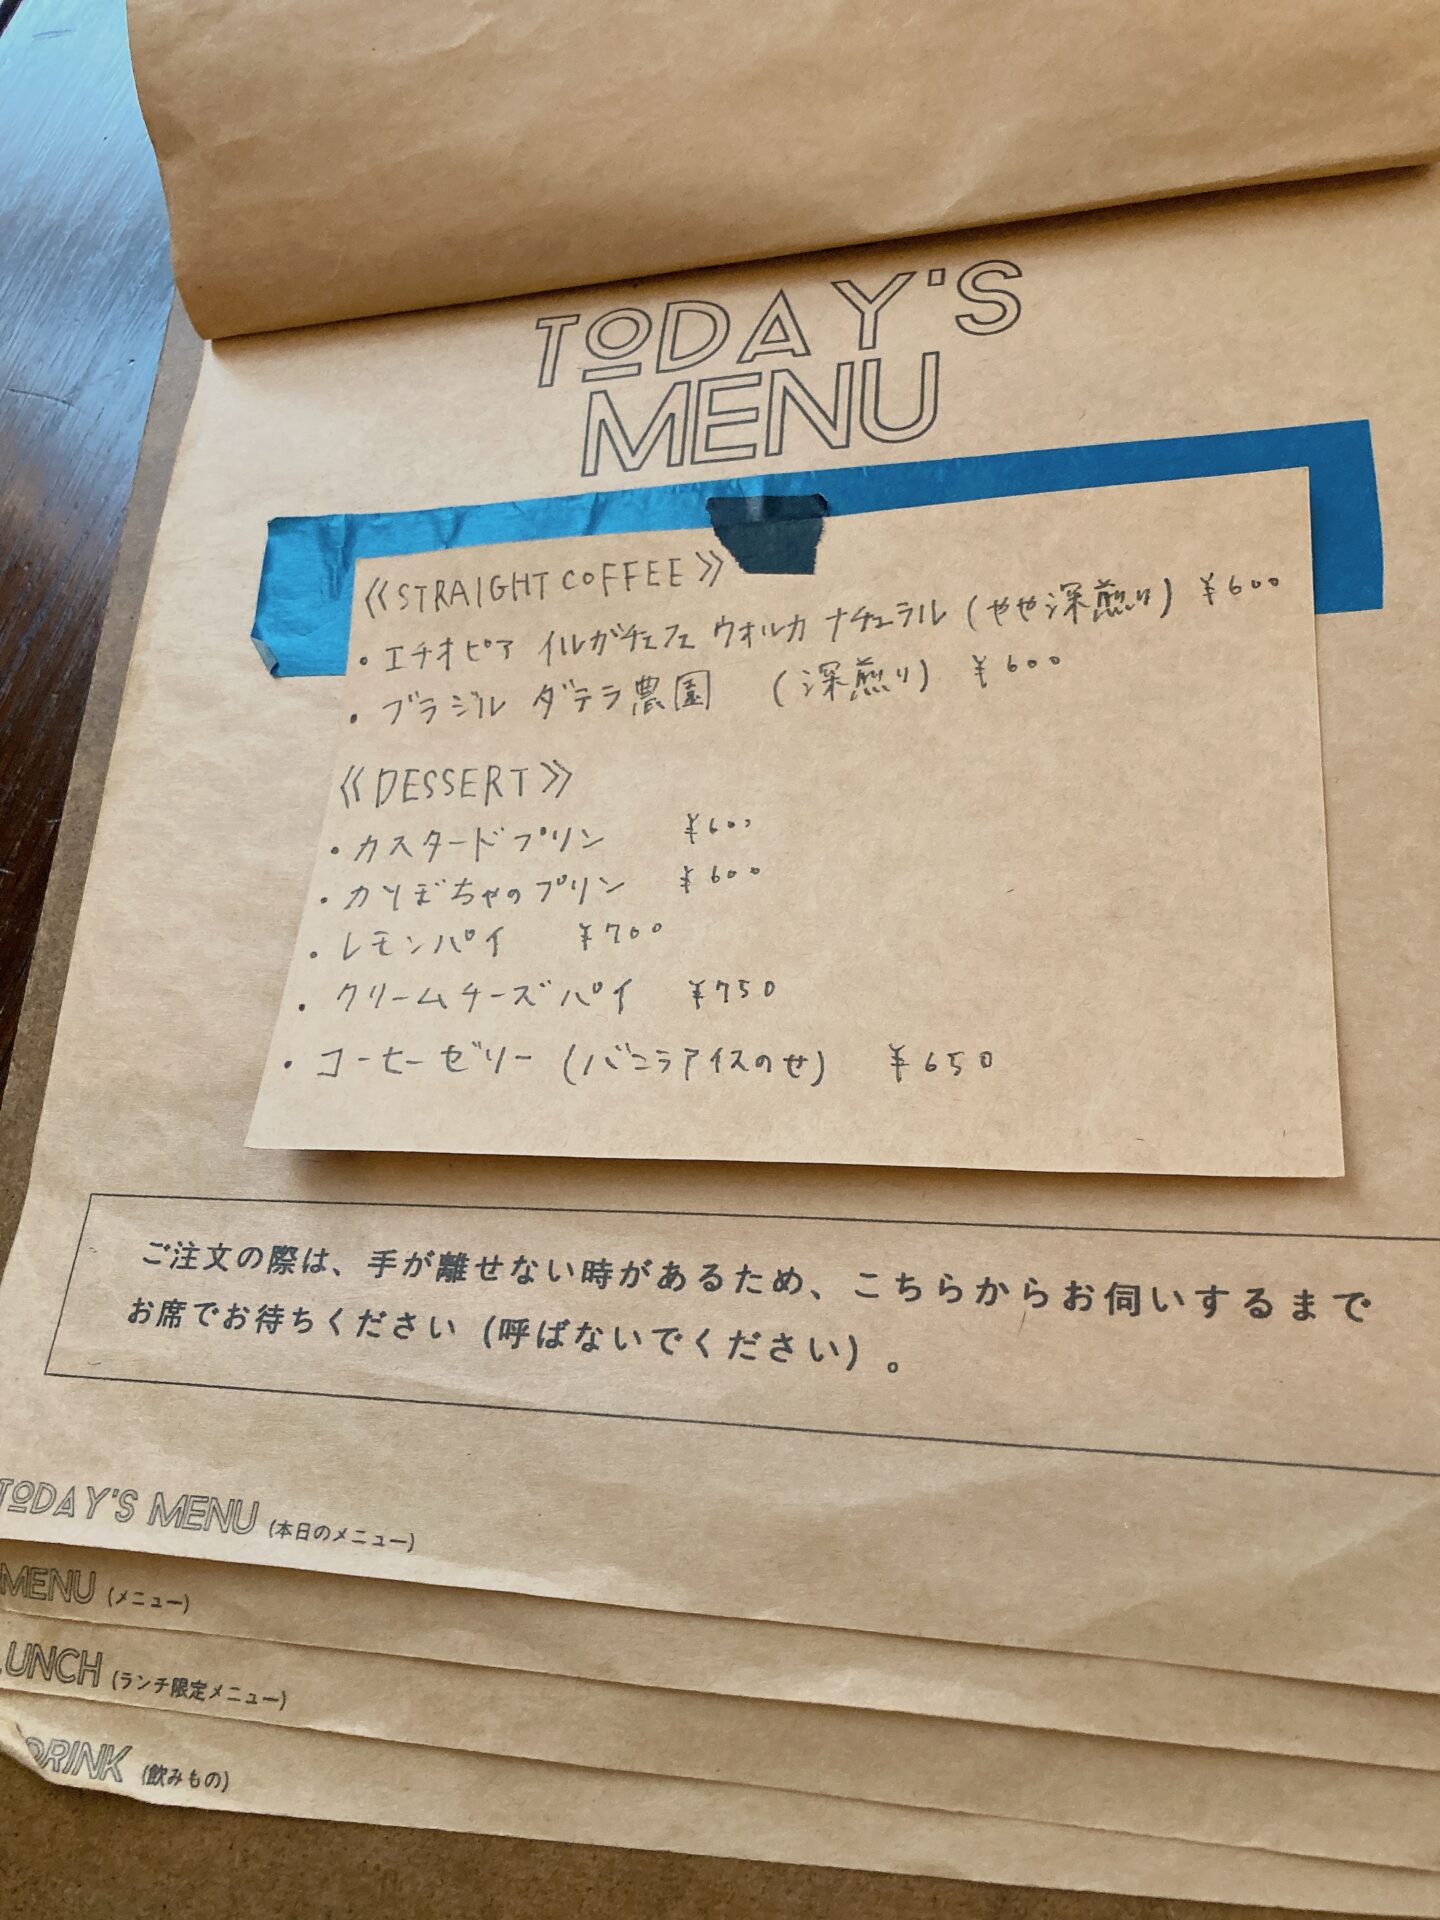 TODAY'S
MENU
《STRAIGHT COFFEE》
・エチオピア イルガチェフェ ウォルカ ナチュラル (やや深煎り) ¥600
・ブラジル ダテラ農園 (深煎り) ¥600
《DESSERT》
・カスタードプリン ¥600
・かぼちゃのプリン ¥600
・レモンパイ ¥700
・クリームチーズパイ ¥750
・コーヒーゼリー (バニラアイスのせ) ¥650
ご注文の際は、手が離せない時があるため、こちらからお伺いするまで
お席でお待ちください (呼ばないでください) 。
TODAY'S MENU (本日のメニュー)
MENU (メニュー)
LUNCH (ランチ限定メニュー)
DRINK (飲みもの)